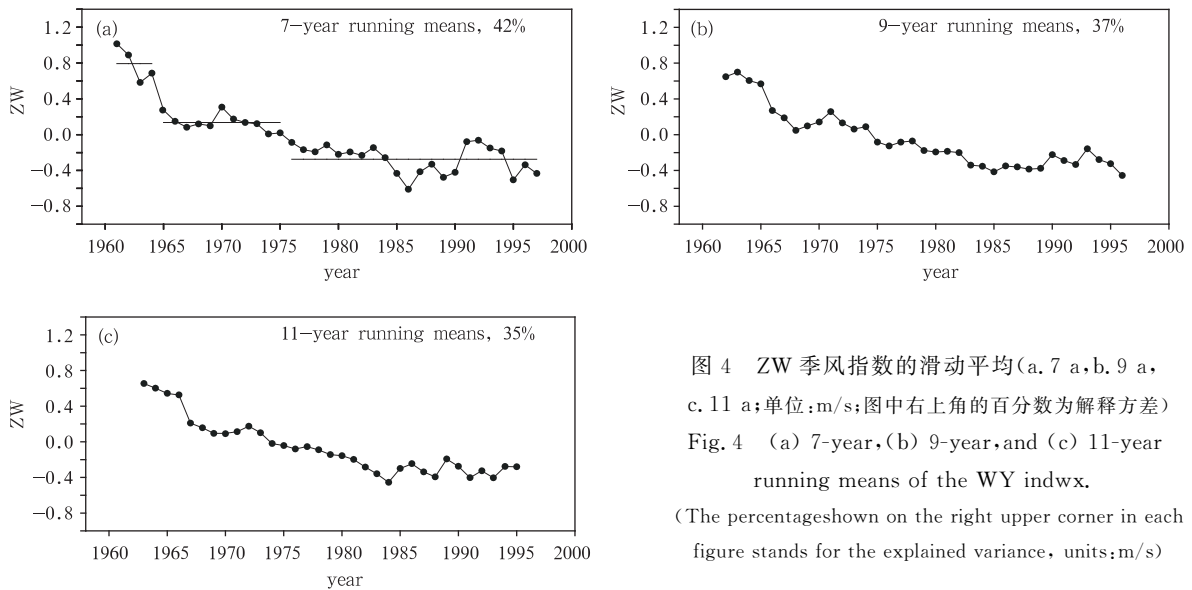 (a)
7-year running means, 42%
1.2
0.8
0.4
0.0
-0.4
-0.8
ZW
1960 1965 1970 1975 1980 1985 1990 1995 2000
year
(b)
9-year running means, 37%
1.2
0.8
0.4
0.0
-0.4
-0.8
ZW
1960 1965 1970 1975 1980 1985 1990 1995 2000
year
(c)
11-year running means, 35%
1.2
0.8
0.4
0.0
-0.4
-0.8
ZW
1960 1965 1970 1975 1980 1985 1990 1995 2000
year
图 4 ZW 季风指数的滑动平均(a. 7 a,b. 9 a,
c. 11 a;单位:m/s;图中右上角的百分数为解释方差)
Fig. 4 (a) 7-year,(b) 9-year,and (c) 11-year
running means of the WY indwx.
(The percentageshown on the right upper corner in each
figure stands for the explained variance, units:m/s)